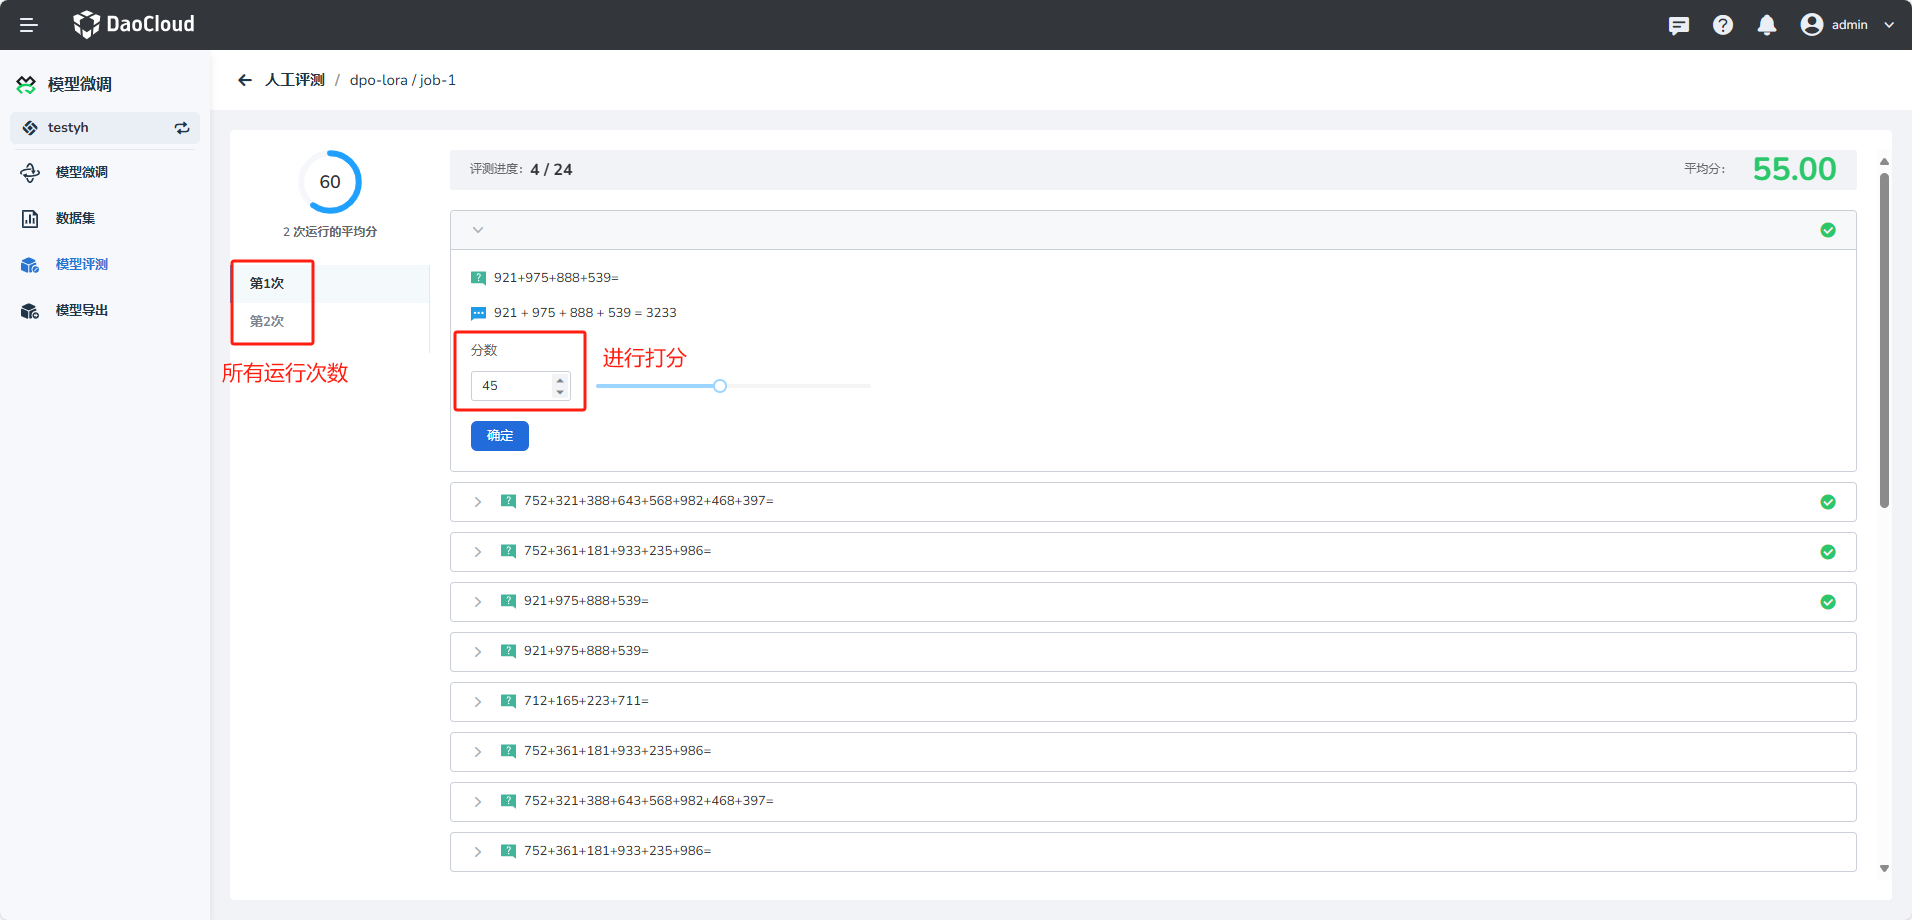 DaoCloud
admin
模型微调
testyh
模型微调
数据集
模型评测
模型导出
人工评测 / dpo-lora / job-1
60
2 次运行的平均分
第1次
第2次
所有运行次数
评测进度: 4 / 24
平均分: 55.00
921+975+888+539=
921 + 975 + 888 + 539 = 3233
分数
进行打分
45
确定
752+321+388+643+568+982+468+397=
752+361+181+933+235+986=
921+975+888+539=
921+975+888+539=
712+165+223+711=
752+361+181+933+235+986=
752+321+388+643+568+982+468+397=
752+361+181+933+235+986=